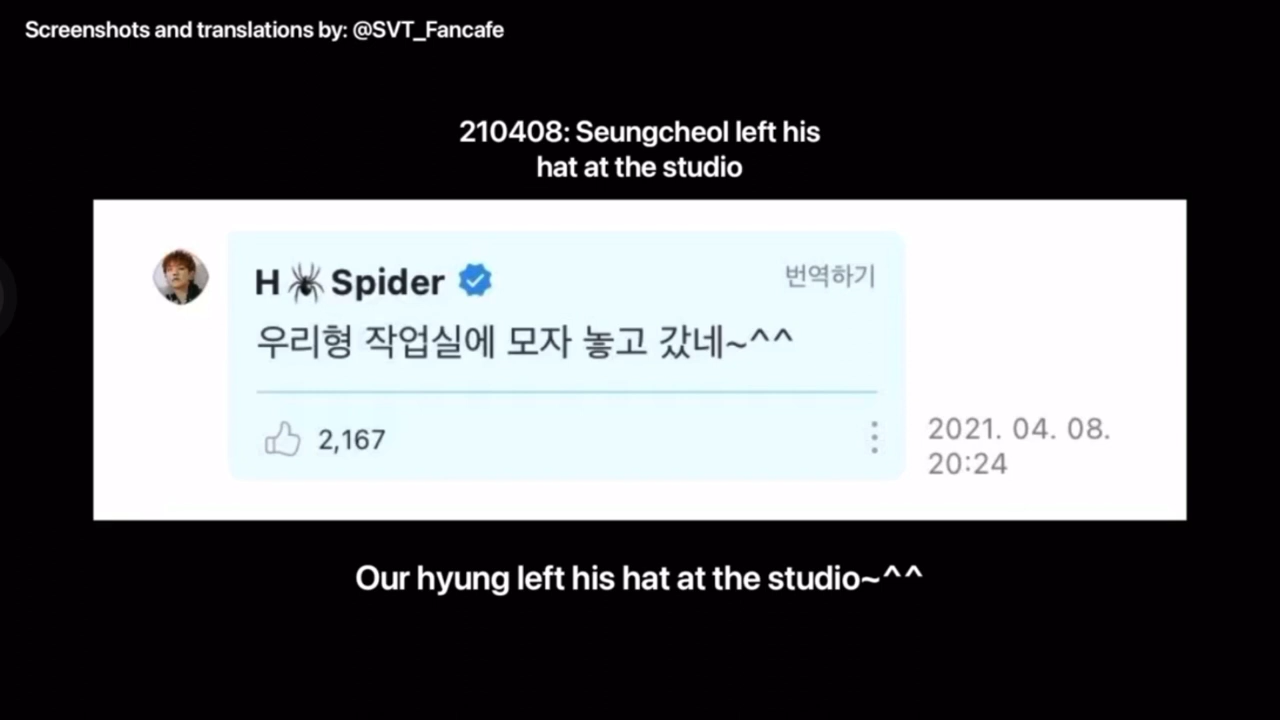 Screenshots and translations by: @SVT_Fancafe
210408: Seungcheol left his
hat at the studio
H🕷Spider
번역하기
우리형 작업실에 모자 놓고 갔네~^^
2,167
2021. 04. 08.
20:24
Our hyung left his hat at the studio~^^